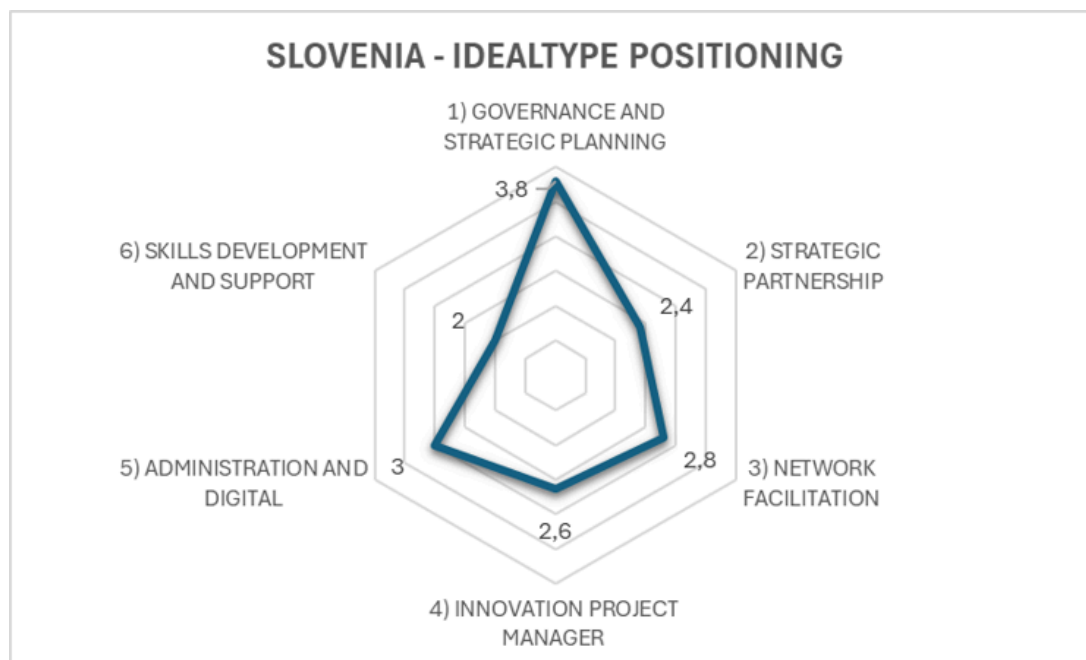 SLOVENIA - IDEALTYPE POSITIONING
1) GOVERNANCE AND
STRATEGIC PLANNING
3,8
6) SKILLS DEVELOPMENT
AND SUPPORT
2) STRATEGIC
PARTNERSHIP
2,4
2
5) ADMINISTRATION AND
DIGITAL
3
2,8
3) NETWORK
FACILITATION
2,6
4) INNOVATION PROJECT
MANAGER